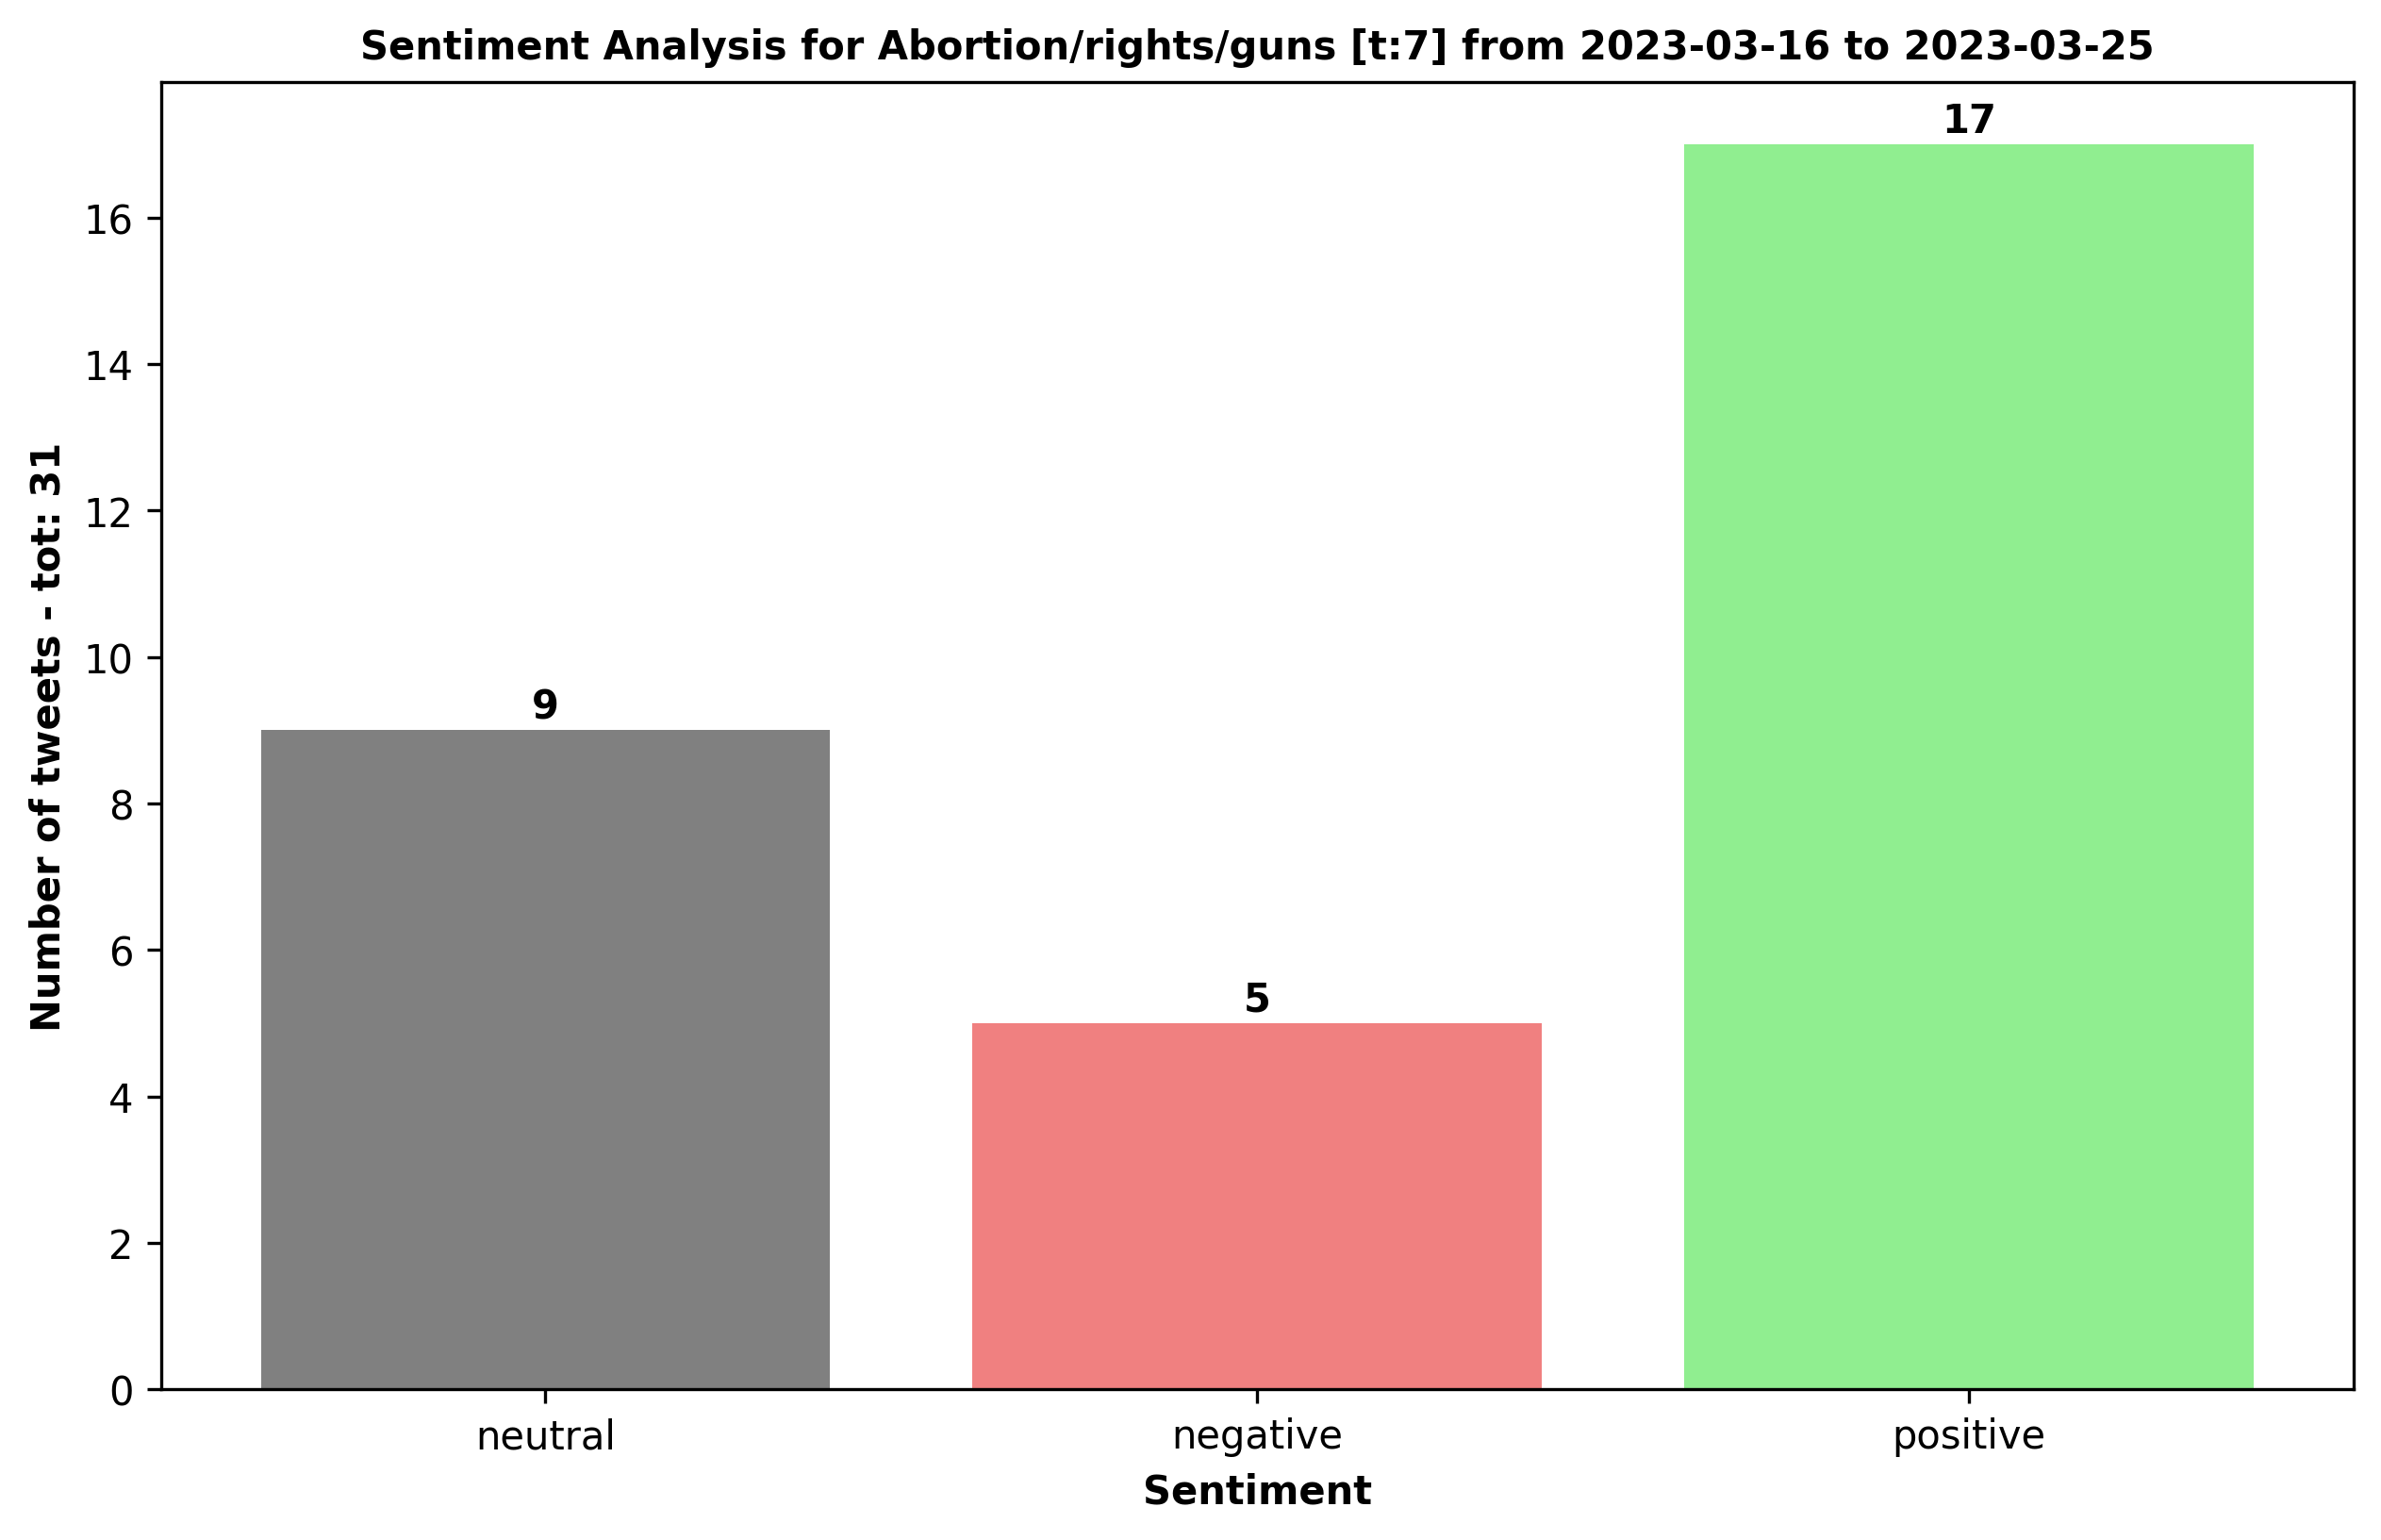 Sentiment Analysis for Abortion/rights/guns [t:7] from 2023-03-16 to 2023-03-25
Number of tweets - tot: 31
16
14
12
10
8
6
4
2
0
9
5
17
neutral
negative
positive
Sentiment